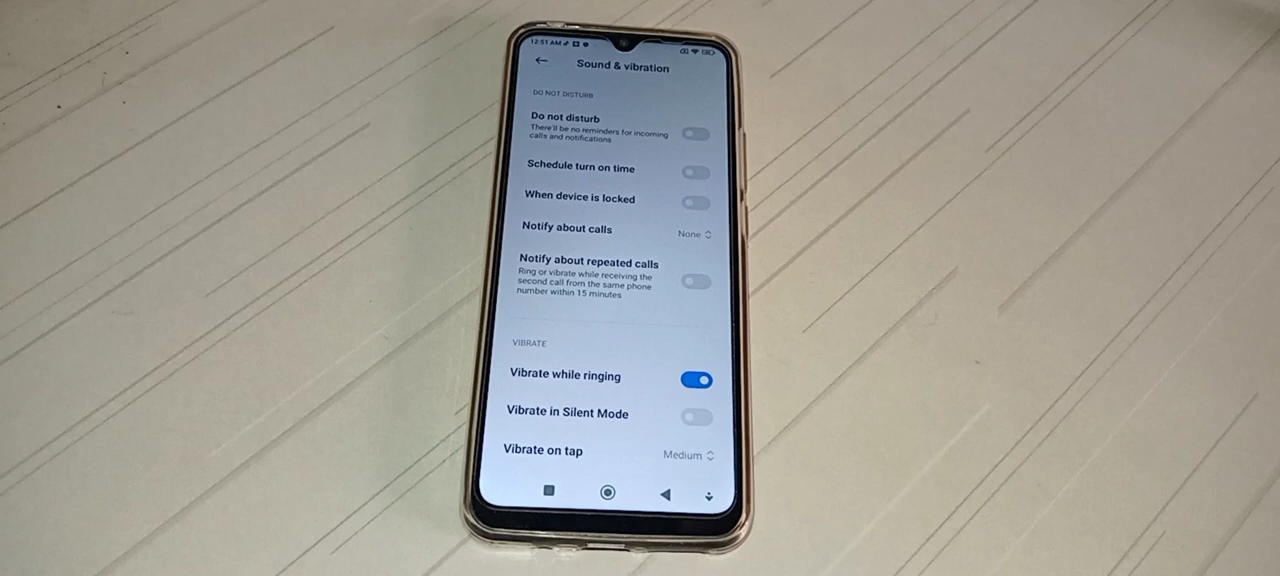 12:51 AM
Sound & vibration
DO NOT DISTURB
Do not disturb
There'll be no reminders for incoming
calls and notifications
Schedule turn on time
When device is locked
Notify about calls
None
Notify about repeated calls
Ring or vibrate while receiving the
second call from the same phone
number within 15 minutes
VIBRATE
Vibrate while ringing
Vibrate in Silent Mode
Vibrate on tap
Medium